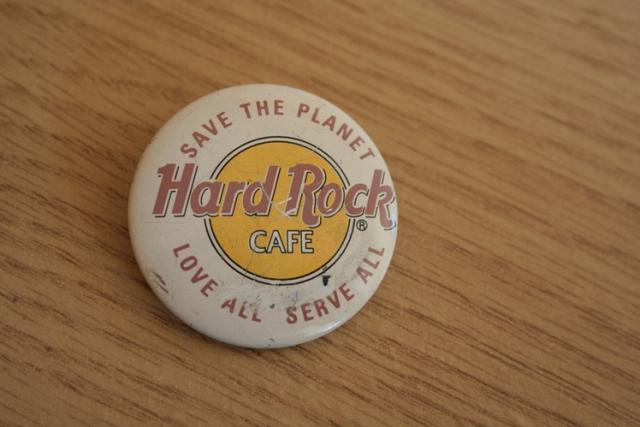 SAVE THE PLANET
Hard Rock®
CAFE
LOVE ALL SERVE ALL